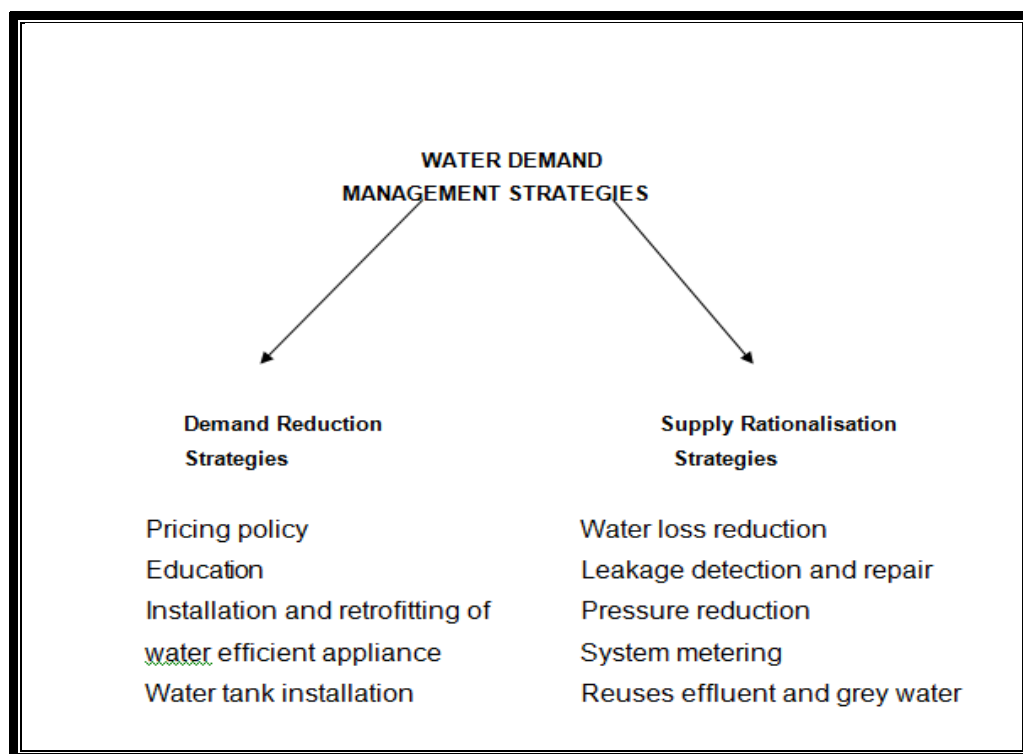 WATER DEMAND
MANAGEMENT STRATEGIES
Demand Reduction
Strategies
Pricing policy
Education
Installation and retrofitting of
water efficient appliance
Water tank installation
Supply Rationalisation
Strategies
Water loss reduction
Leakage detection and repair
Pressure reduction
System metering
Reuses effluent and grey water